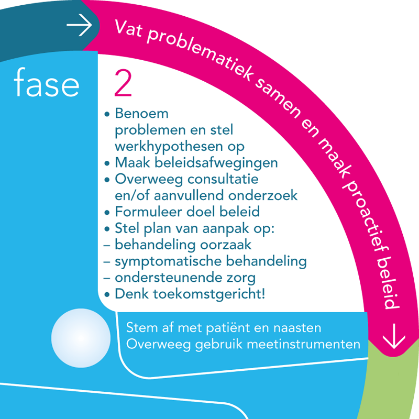 Vat problematiek samen en maak proactief beleid
fase 2
• Benoem
problemen en stel
werkhypothesen op
• Maak beleidsafwegingen
• Overweeg consultatie
en/of aanvullend onderzoek
• Formuleer doel beleid
• Stel plan van aanpak op:
– behandeling oorzaak
– symptomatische behandeling
– ondersteunende zorg
• Denk toekomstgericht!
Stem af met patiënt en naasten
Overweeg gebruik meetinstrumenten